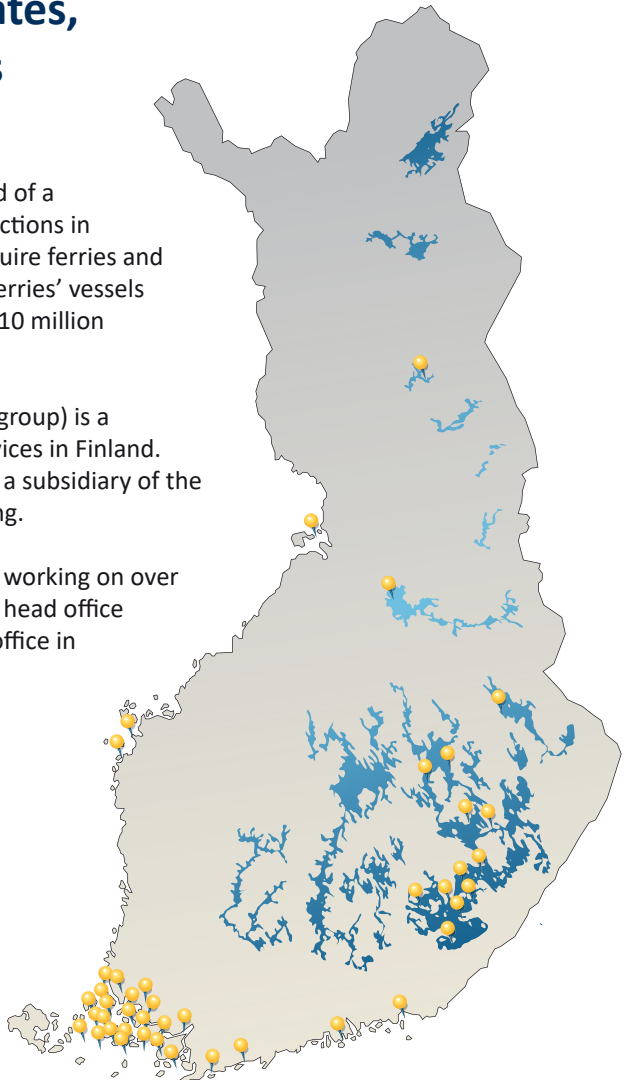 ates,
s
d of a
ctions in
uire ferries and
erries’ vessels
10 million
group) is a
vices in Finland.
a subsidiary of the
ng.
working on over
head office
office in